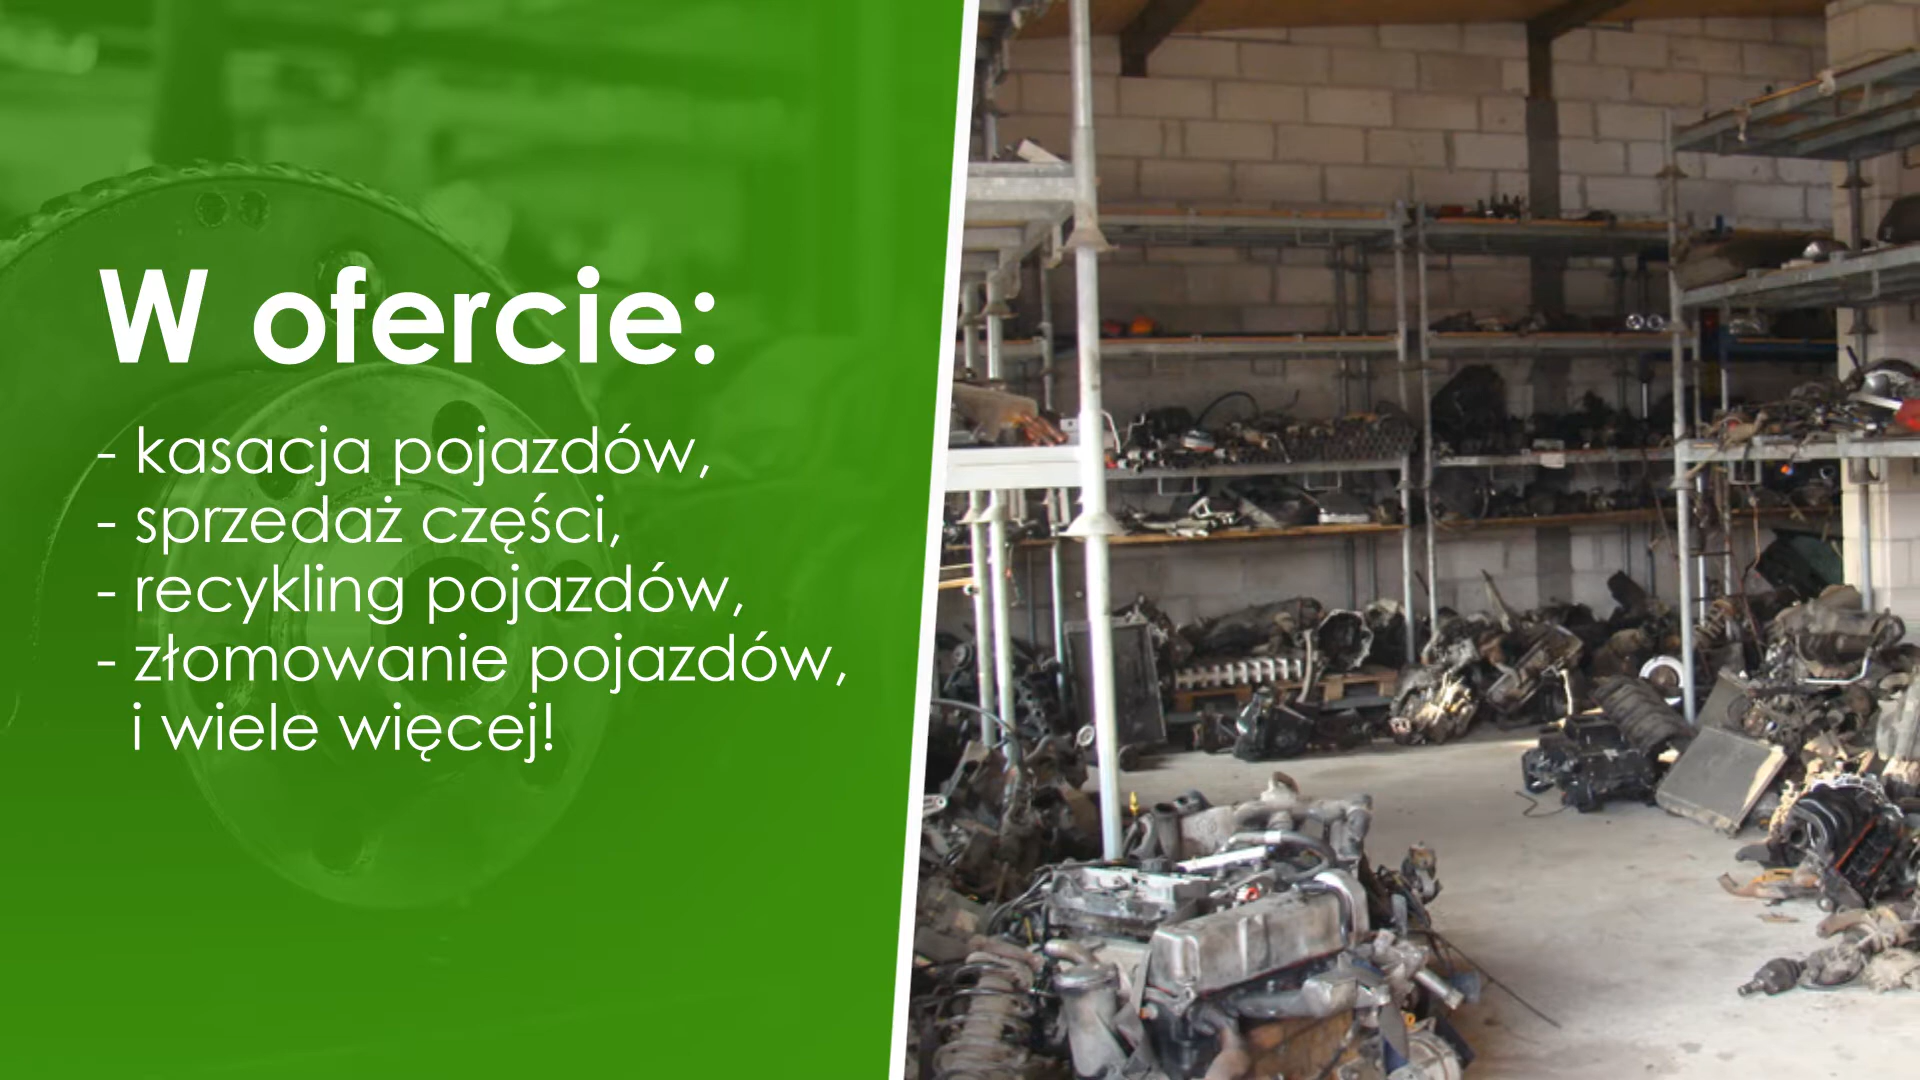 W ofercie:
- kasacja pojazdów,
- sprzedaż części,
- recykling pojazdów,
- złomowanie pojazdów,
i wiele więcej!